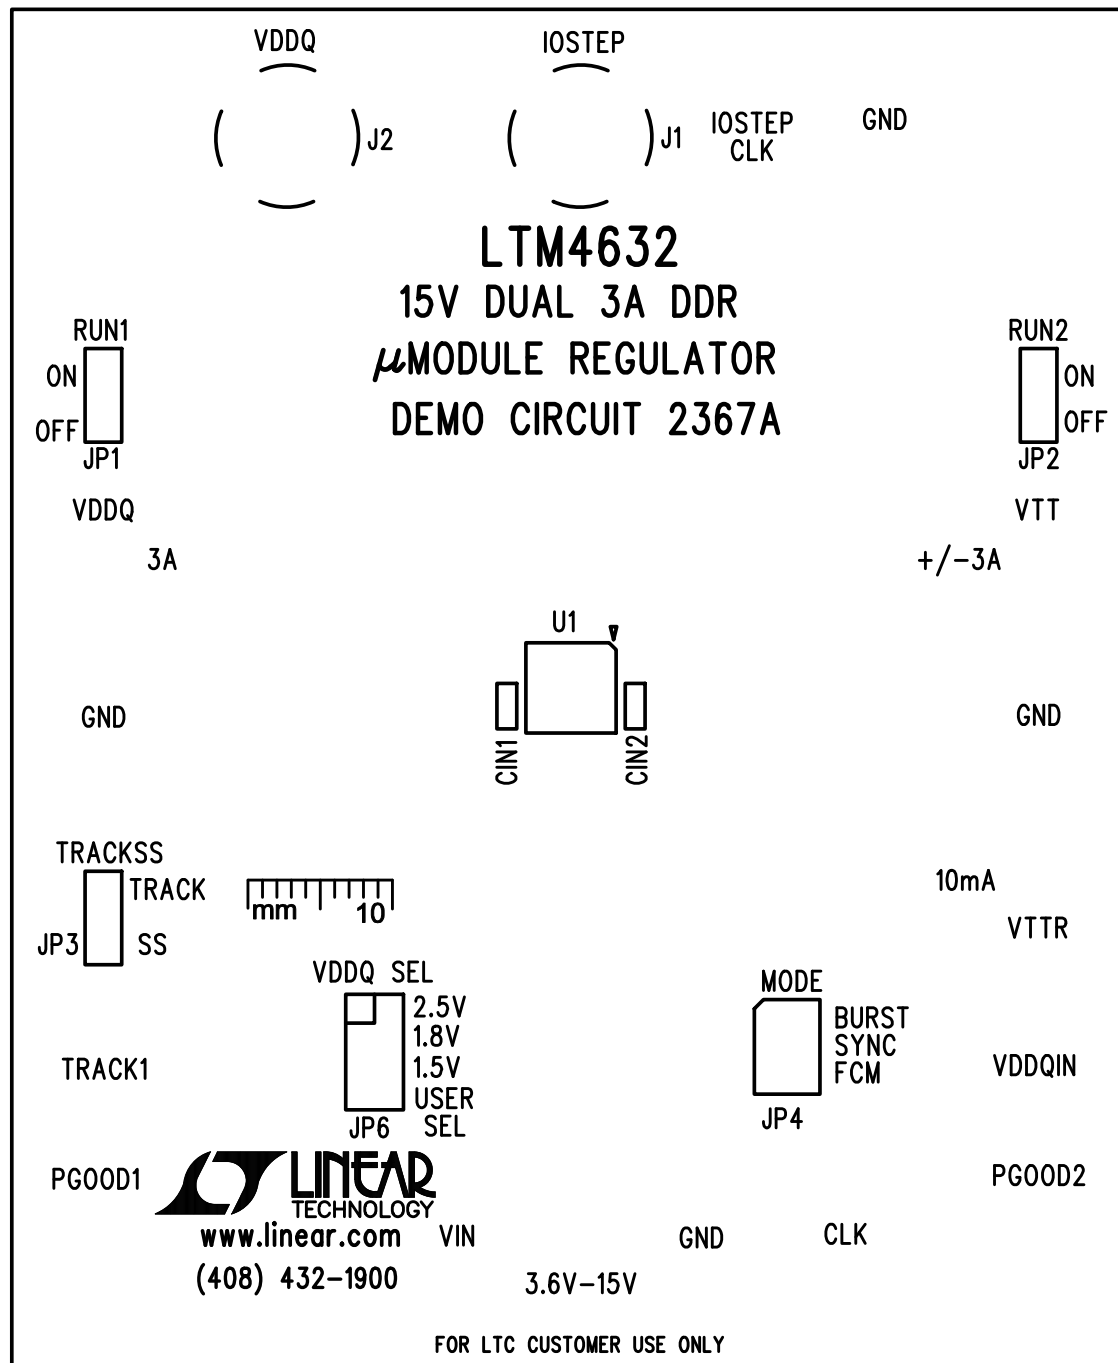 VDDQ
IOSTEP
J2
J1
IOSTEP
CLK
GND
LTM4632
15V DUAL 3A DDR
µMODULE REGULATOR
DEMO CIRCUIT 2367A
RUN1
ON
OFF
JP1
RUN2
ON
OFF
JP2
VDDQ
3A
VTT
+/-3A
U1
CIN1
CIN2
GND
GND
TRACKSS
TRACK
JP3
SS
mm 10
10mA
VTTR
VDDQ SEL
2.5V
1.8V
1.5V
USER
SEL
JP6
MODE
BURST
SYNC
FCM
JP4
TRACK1
VDDQIN
PGOOD1
PGOOD2
LINEAR
TECHNOLOGY
www.linear.com
(408) 432-1900
VIN
GND
CLK
3.6V-15V
FOR LTC CUSTOMER USE ONLY